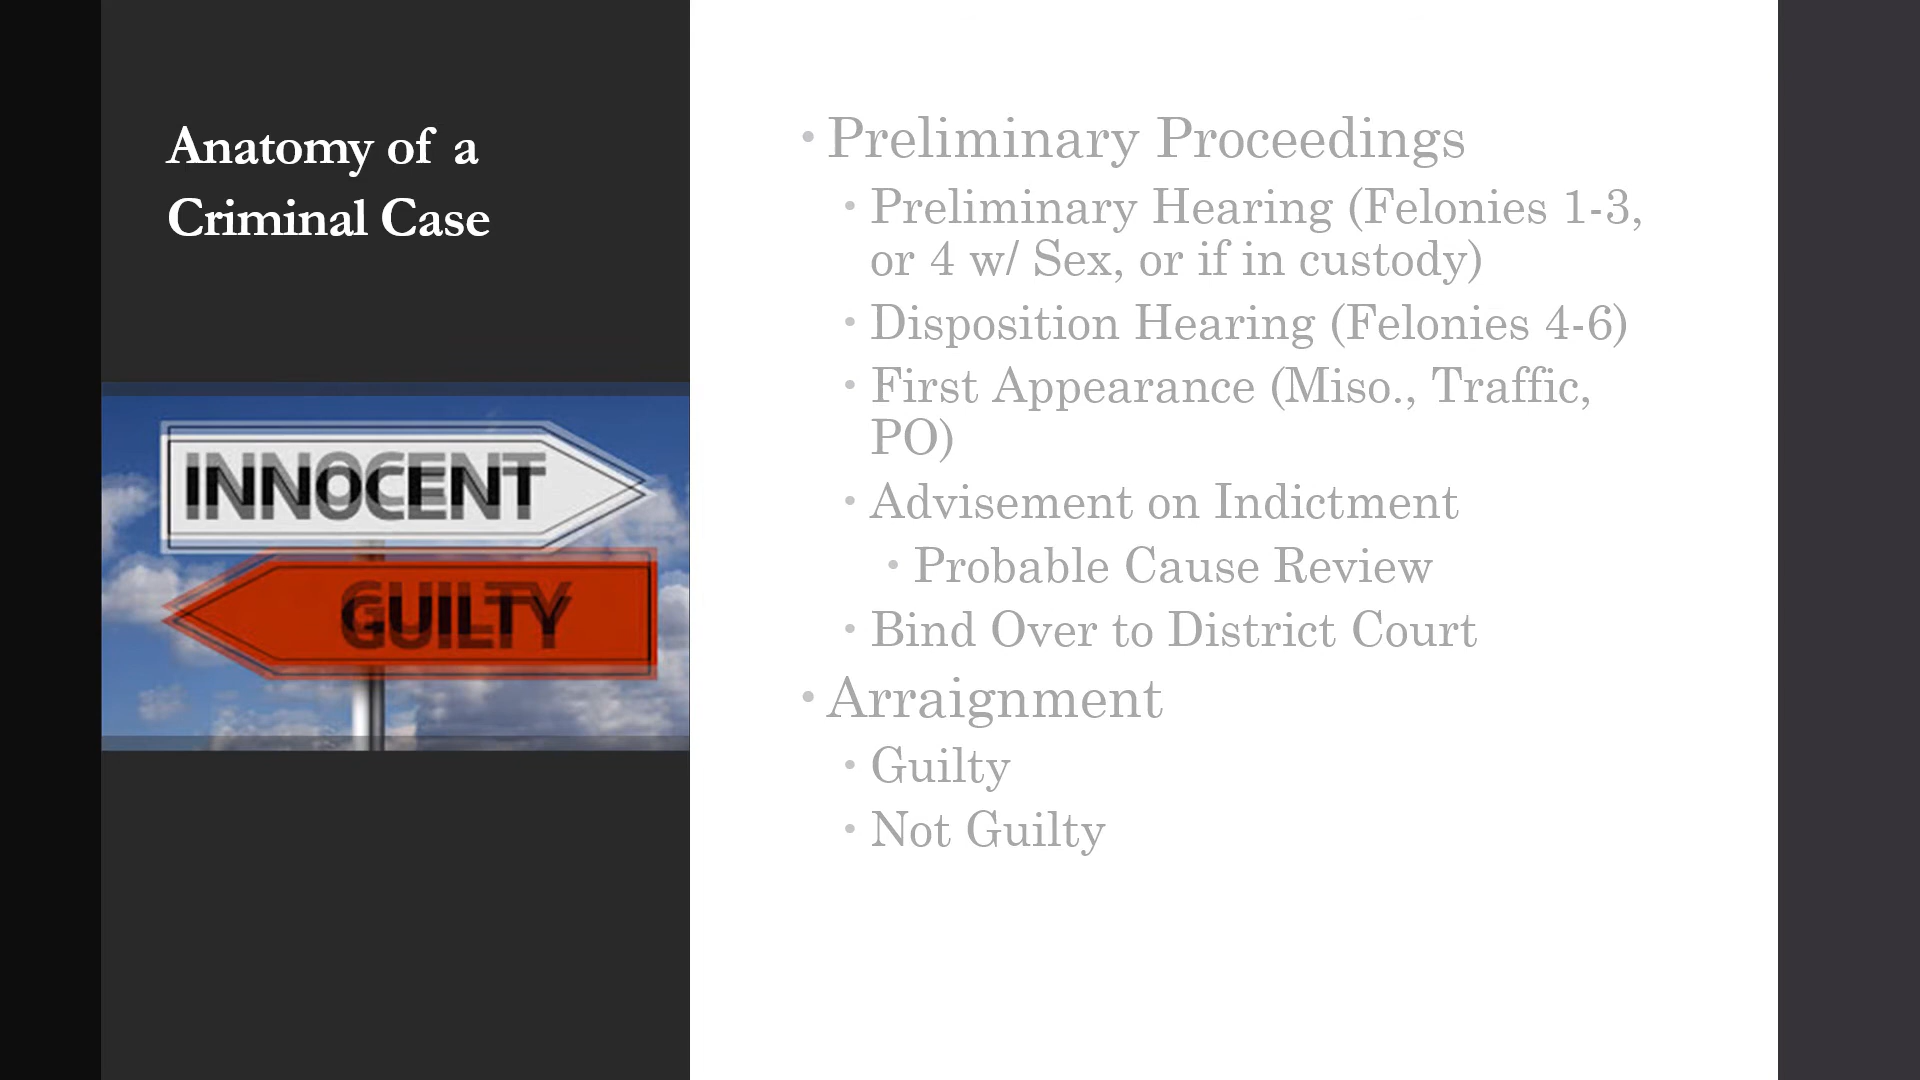 Anatomy of a
Criminal Case
INNOCENT
GUILTY
• Preliminary Proceedings
• Preliminary Hearing (Felonies 1-3,
or 4 w/ Sex, or if in custody)
• Disposition Hearing (Felonies 4-6)
• First Appearance (Miso., Traffic,
PO)
• Advisement on Indictment
• Probable Cause Review
• Bind Over to District Court
• Arraignment
• Guilty
• Not Guilty